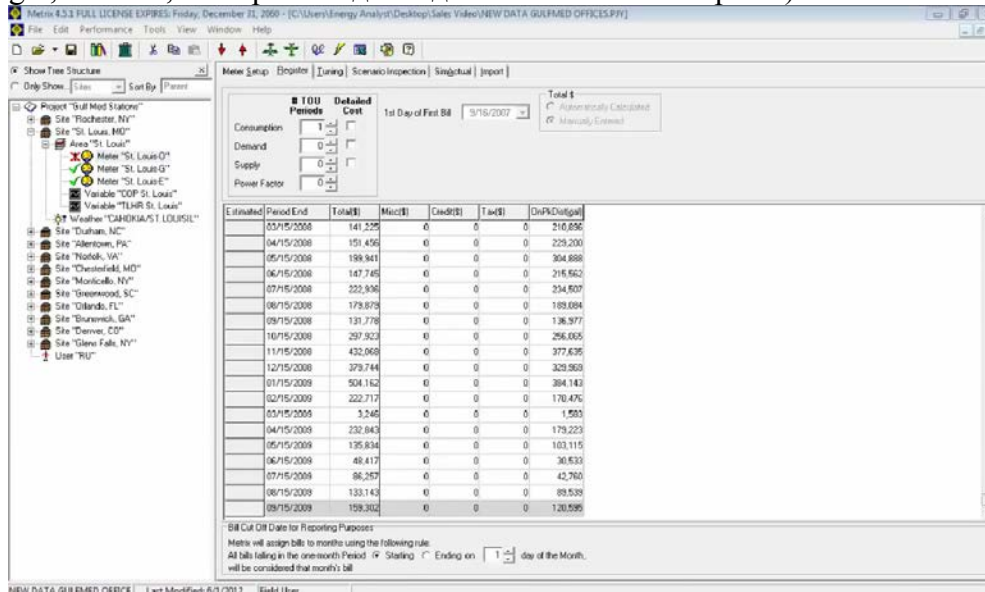 Metrix 4.5.1 FULL LICENSE EXPIRES: Friday, December 31, 2060 - [C:\Users\Energy Analyst\Desktop\Sales Video\NEW DATA GULFMED OFFICES.PJY]
File Edit Performance Tools View Window Help
Show Tree Structure
Only Show... Sites Sort By Parent
Project "Gulf Med Stations"
Site "Rochester, NY"
Site "St. Louis, MO"
Area "St. Louis"
Meter "St. Louis-O"
Meter "St. Louis-G"
Meter "St. Louis-E"
Variable "COP St. Louis"
Variable "TLHR St. Louis"
Weather "CAHOKIA/ST.LOUISIL"
Site "Durham, NC"
Site "Allentown, PA"
Site "Norfolk, VA"
Site "Chesterfield, MO"
Site "Monticello, NY"
Site "Greenwood, SC"
Site "Orlando, FL"
Site "Brunswick, GA"
Site "Denver, CO"
Site "Glens Falls, NY"
User "RU"
Meter Setup Register Tuning Scenario Inspection Sim/actual Import
# TOU Periods Detailed Cost
Consumption 1
Demand 0
Supply 0
Power Factor 0
1st Day of First Bill 9/16/2007
Total $
Automatically Calculated
Manually Entered
Estimated Period End Total($) Misc($) Credit($) Tax($) OnPkDist(gal)
03/15/2008 141,225 0 0 0 210,896
04/15/2008 151,456 0 0 0 229,200
05/15/2008 199,941 0 0 0 304,888
06/15/2008 147,745 0 0 0 215,562
07/15/2008 222,936 0 0 0 234,507
08/15/2008 179,879 0 0 0 189,084
09/15/2008 131,778 0 0 0 136,977
10/15/2008 297,923 0 0 0 256,065
11/15/2008 432,068 0 0 0 377,635
12/15/2008 379,744 0 0 0 329,969
01/15/2009 504,162 0 0 0 384,143
02/15/2009 222,717 0 0 0 170,476
03/15/2009 3,246 0 0 0 1,593
04/15/2009 232,843 0 0 0 179,223
05/15/2009 135,834 0 0 0 103,115
06/15/2009 48,417 0 0 0 30,533
07/15/2009 86,257 0 0 0 42,760
08/15/2009 133,143 0 0 0 89,539
09/15/2009 159,302 0 0 0 120,595
Bill Cut Off Date for Reporting Purposes
Metrix will assign bills to months using the following rule.
All bills falling in the one-month Period Starting Ending on 1 day of the Month,
will be considered that month's bill
NEW DATA GULFMED OFFICE Last Modified: 6/1/2012 Field User